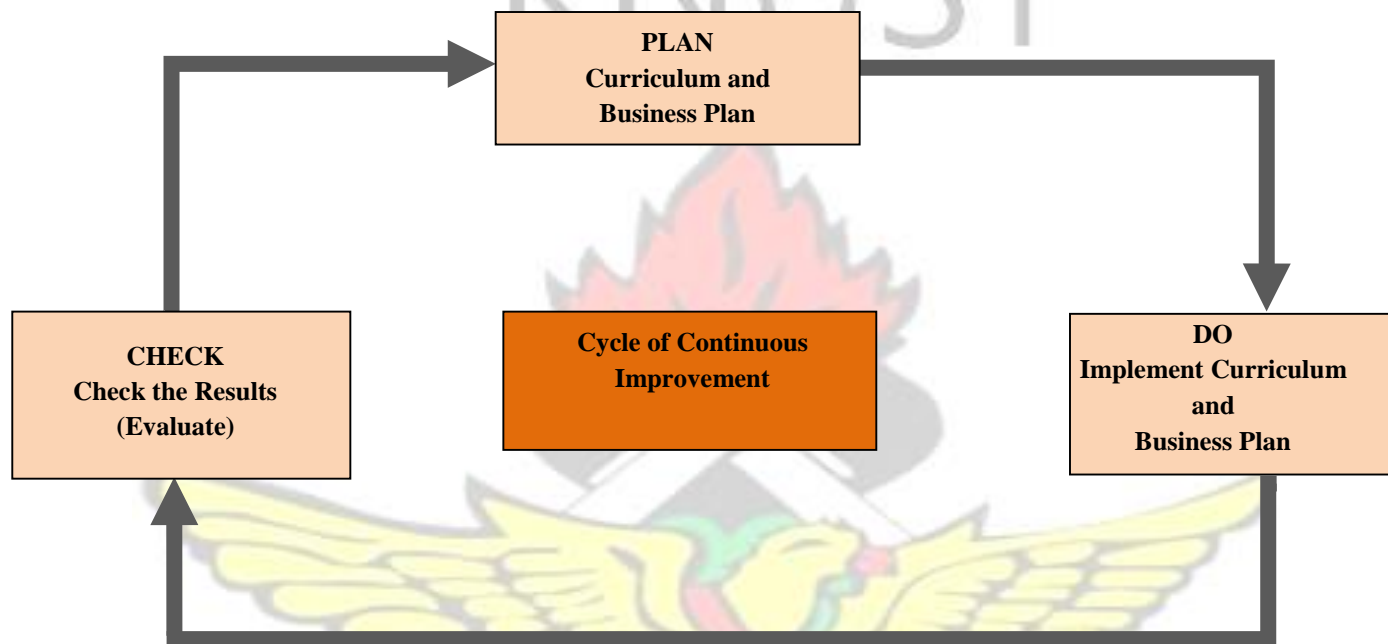 PLAN
Curriculum and
Business Plan
CHECK
Check the Results
(Evaluate)
Cycle of Continuous
Improvement
DO
Implement Curriculum
and
Business Plan